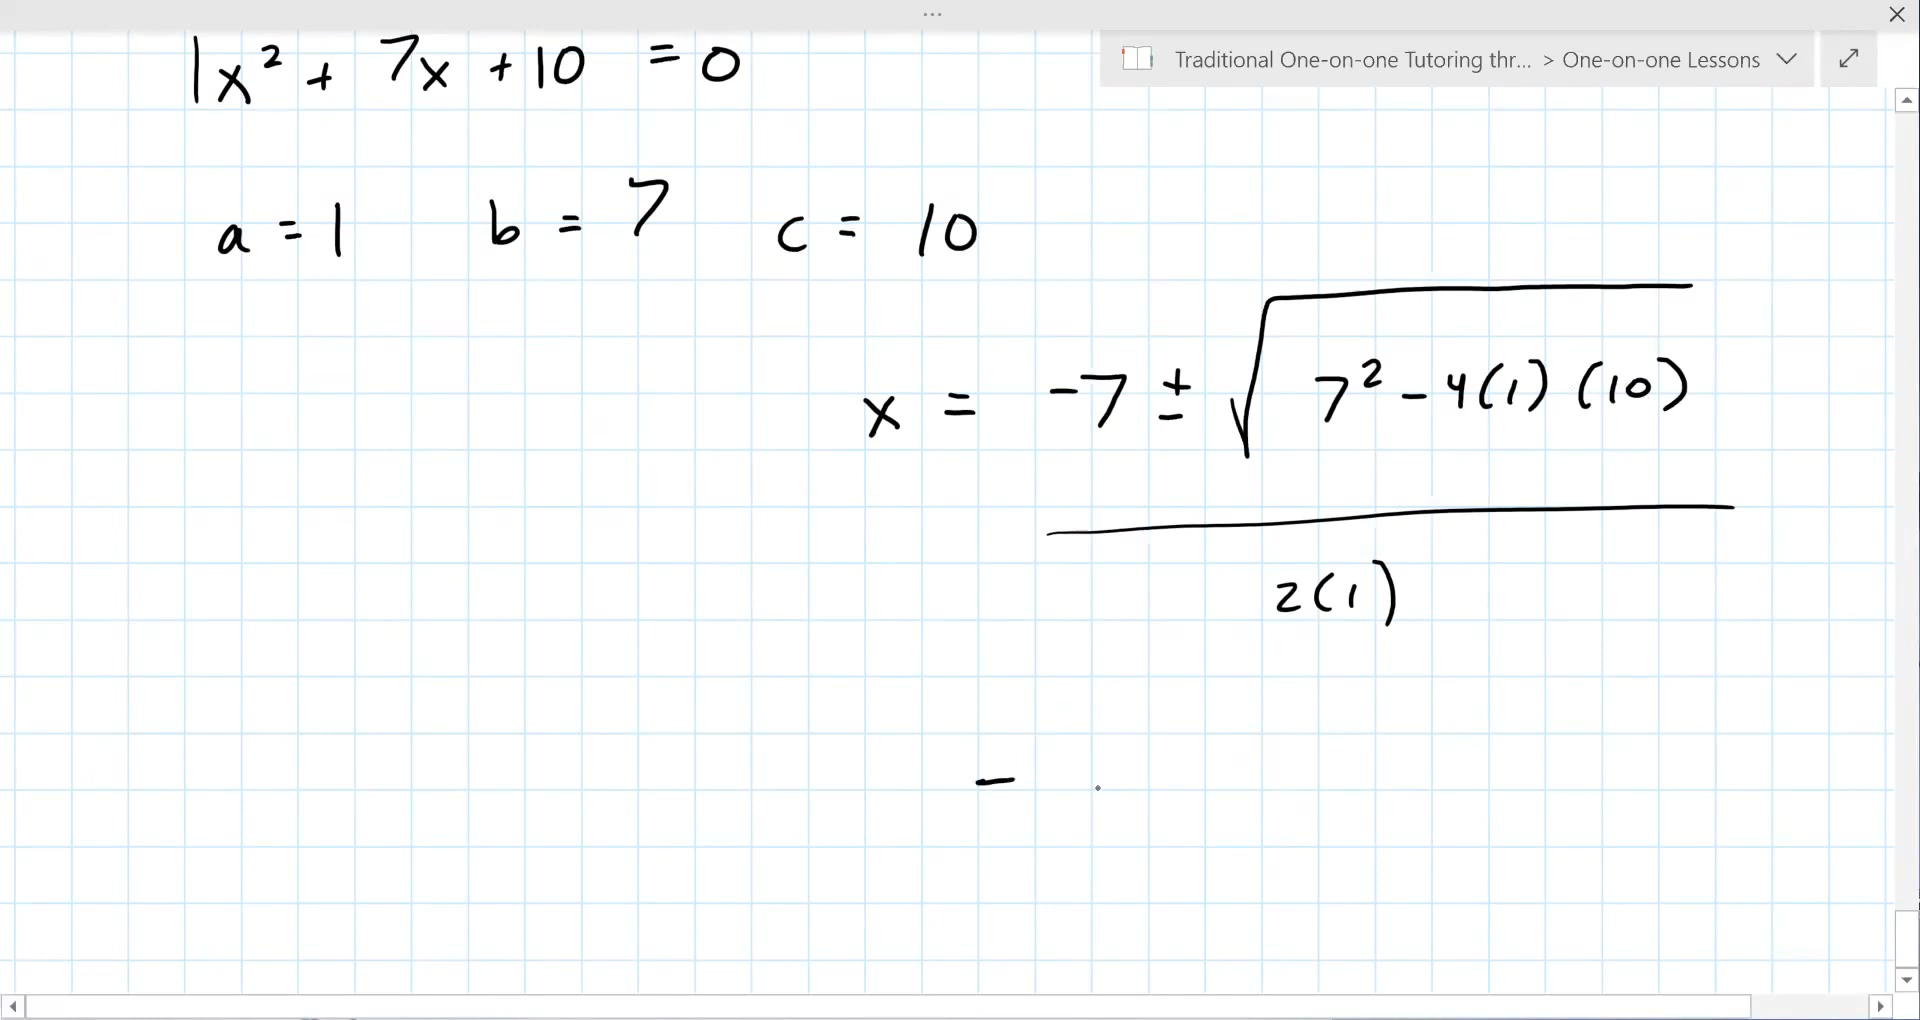 1x² + 7x + 10 = 0
Traditional One-on-one Tutoring thr... > One-on-one Lessons
a = 1 b = 7 c = 10
x = -7 ± √(7² - 4(1)(10))
2(1)
-